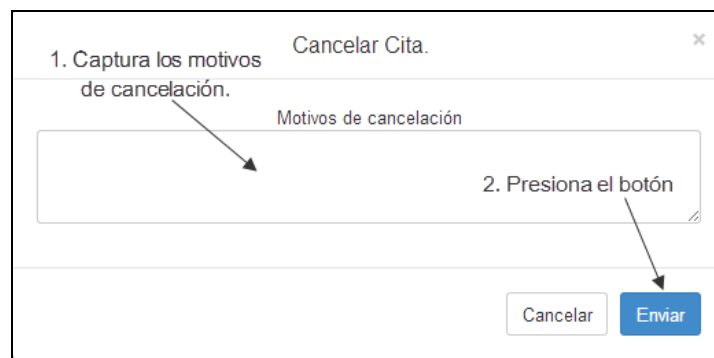 Cancelar Cita.
×
1. Captura los motivos
de cancelación.
Motivos de cancelación
2. Presiona el botón
Cancelar
Enviar